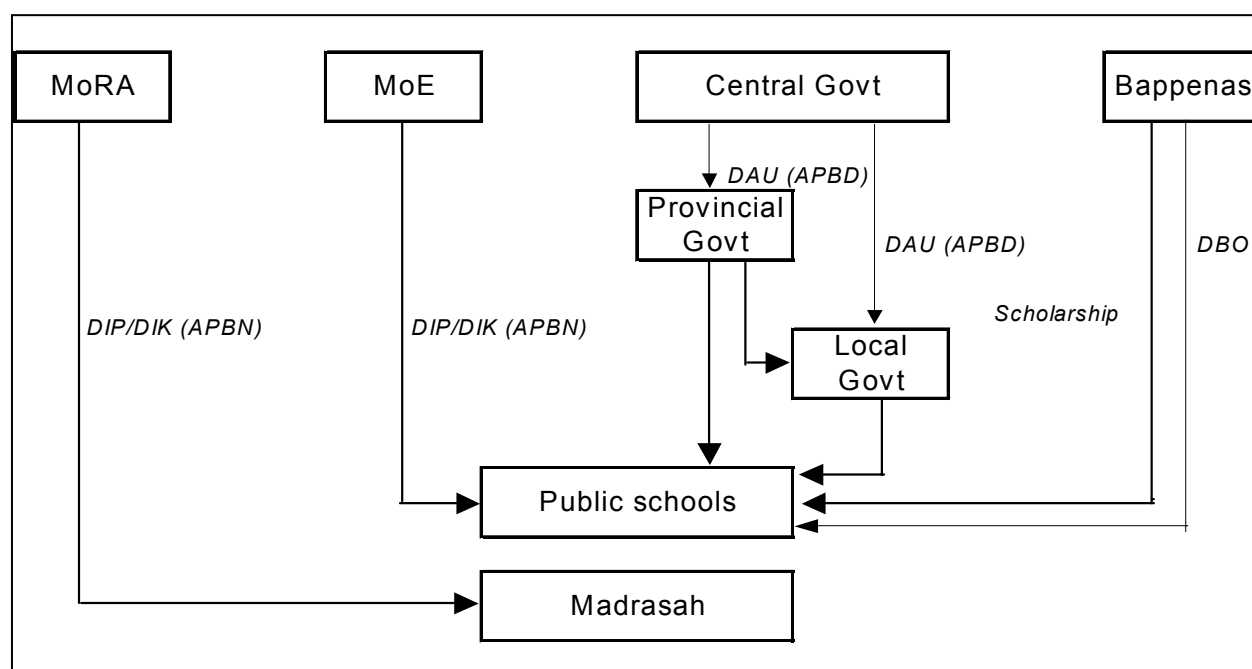 MoRA
MoE
Central Govt
Bappenas
DAU (APBD)
Provincial
Govt
DAU (APBD)
DBO
DIP/DIK (APBN)
DIP/DIK (APBN)
Scholarship
Local
Govt
Public schools
Madrasah